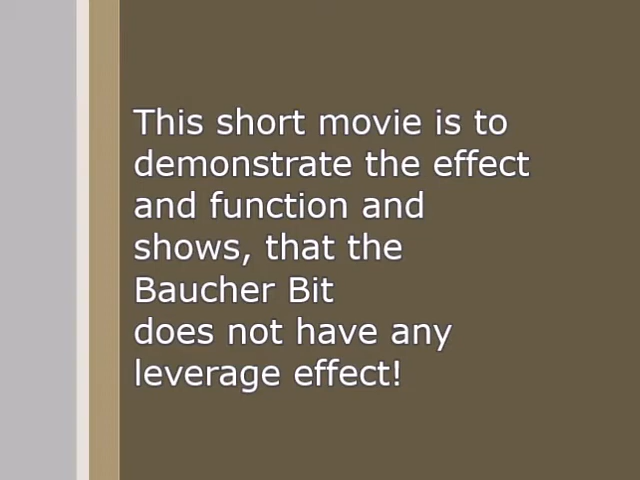 This short movie is to
demonstrate the effect
and function and
shows, that the
Baucher Bit
does not have any
leverage effect!